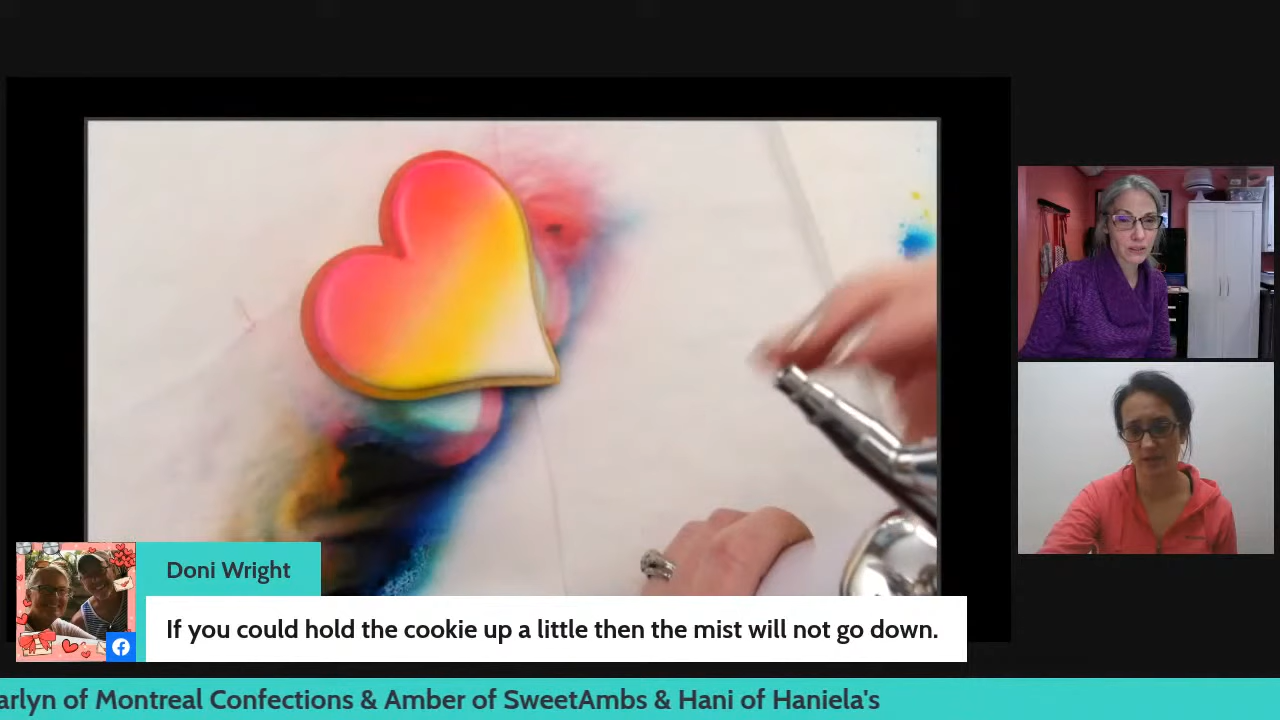 Doni Wright
If you could hold the cookie up a little then the mist will not go down.
arlyn of Montreal Confections & Amber of SweetAmbs & Hani of Haniela's